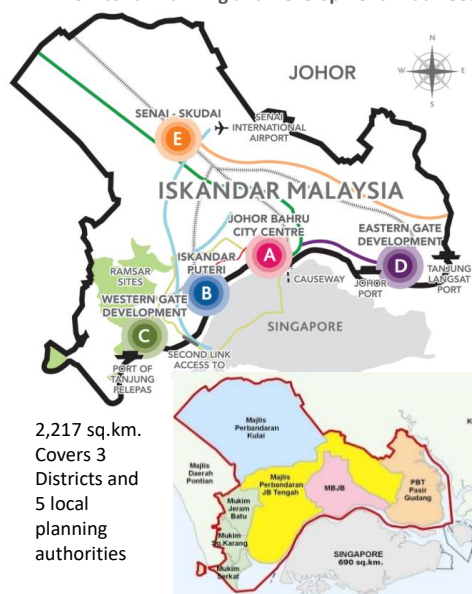 JOHOR
N
W
E
S
SENAI - SKUDAI
E
SENAI
INTERNATIONAL
AIRPORT
ISKANDAR MALAYSIA
JOHOR BAHRU
CITY CENTRE
A
EASTERN GATE
DEVELOPMENT
D
ISKANDAR
PUTERI
B
RAMSAR
SITES
WESTERN GATE
DEVELOPMENT
C
CAUSEWAY
JOHOR
PORT
TANJUNG
LANGSAT
PORT
SINGAPORE
PORT OF
TANJUNG
PELEPAS
SECOND LINK
ACCESS TO
2,217 sq.km.
Covers 3
Districts and
5 local
planning
authorities
Majlis
Perbandaran
Kulai
Majlis
Daerah
Pontian
Majlis
Perbandaran
JB Tengah
MBJB
PBT
Pasir
Gudang
Mukim
Jeram
Batu
Mukim
Sg.Karang
Mukim
Serkat
SINGAPORE
690 sq.km.
K